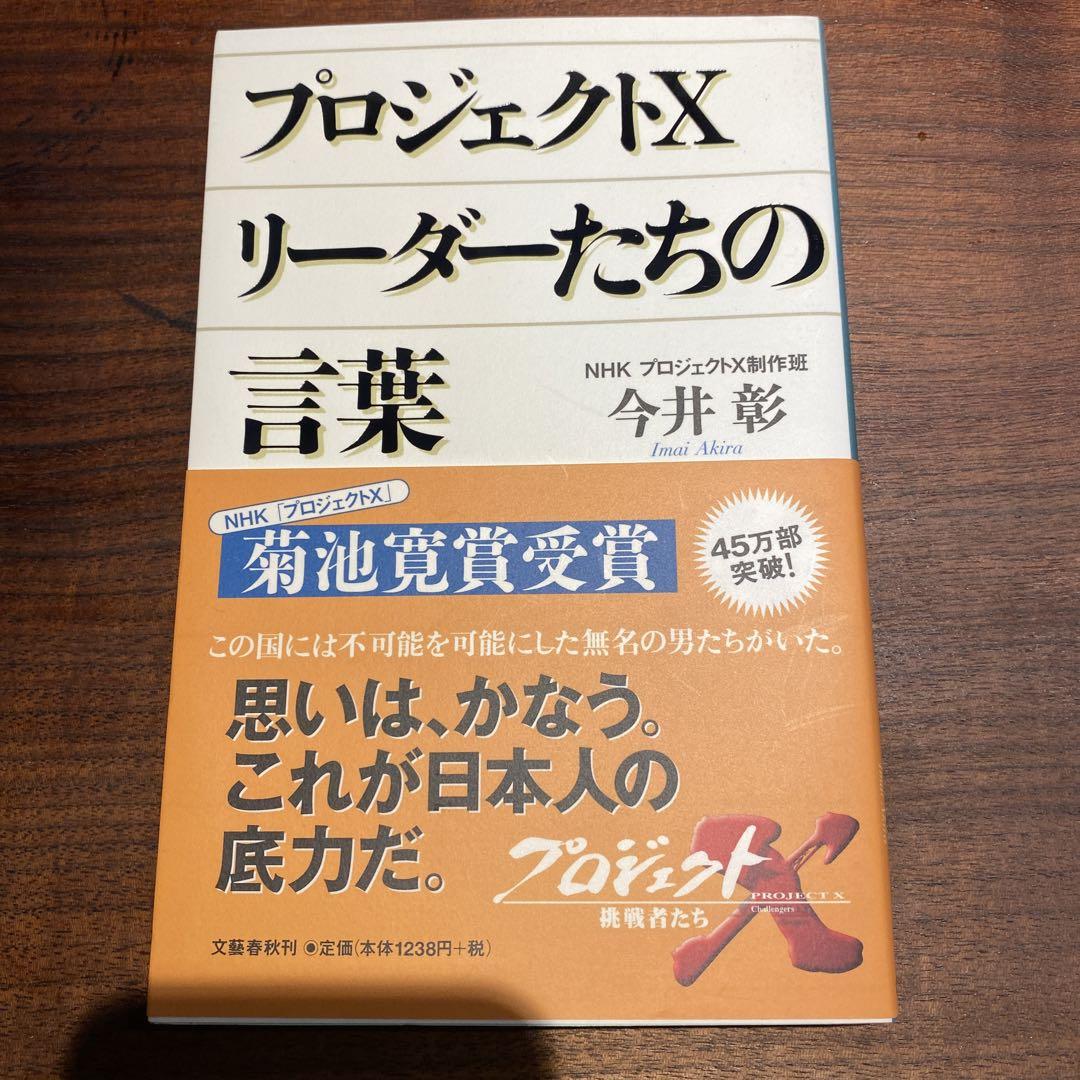 プロジェクトX
リーダーたちの
言葉
NHK プロジェクトX制作班
今井 彰
Imai Akira
NHK「プロジェクトX」
菊池寛賞受賞
45万部
突破!
この国には不可能を可能にした無名の男たちがいた。
思いは、かなう。
これが日本人の
底力だ。
プロジェクト
X
PROJECT X
Challengers
挑戦者たち
文藝春秋刊 ◉定価(本体1238円+税)